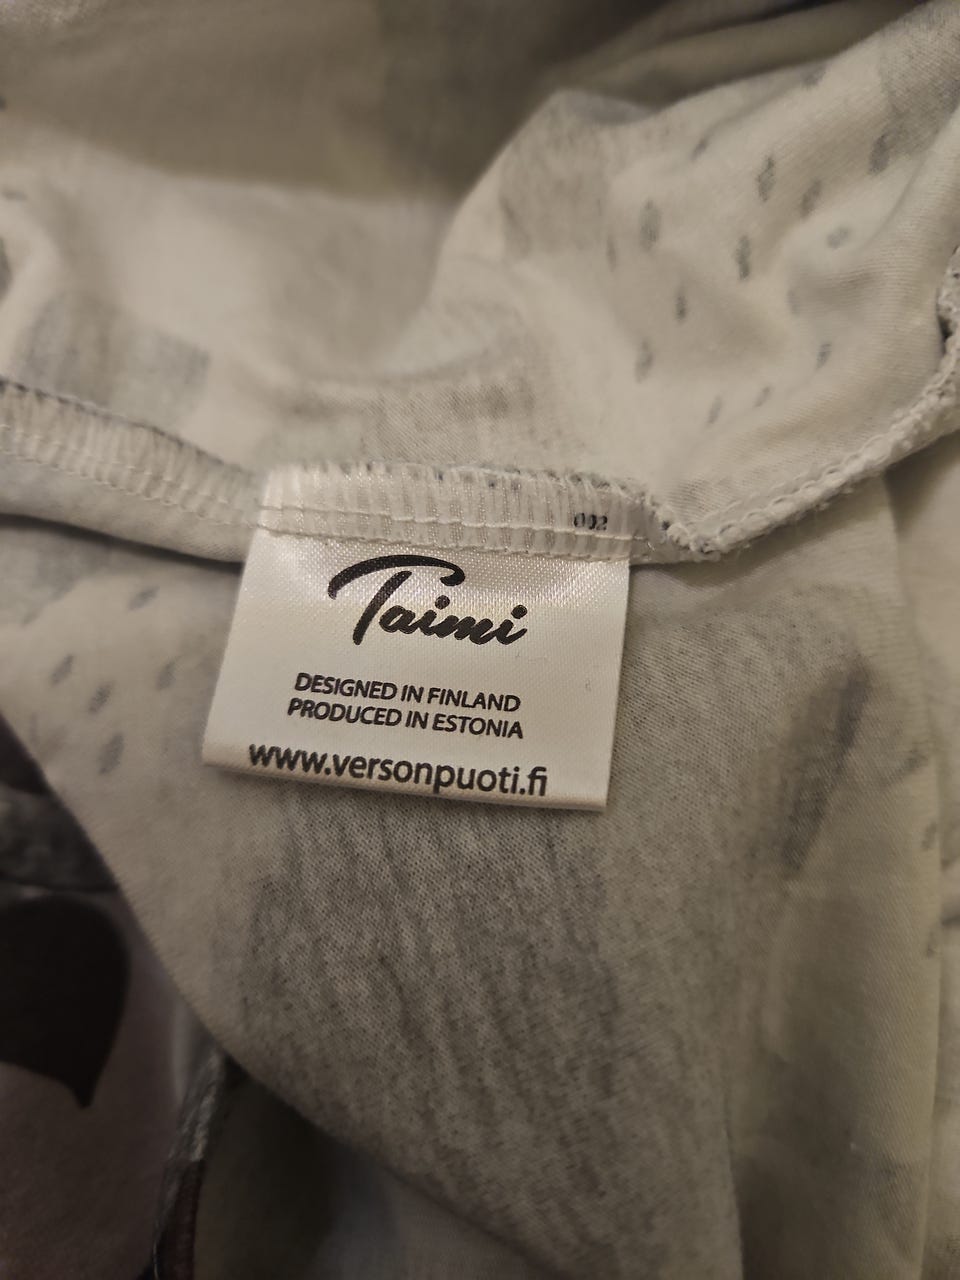 002
Taimi
DESIGNED IN FINLAND
PRODUCED IN ESTONIA
www.versonpuoti.fi